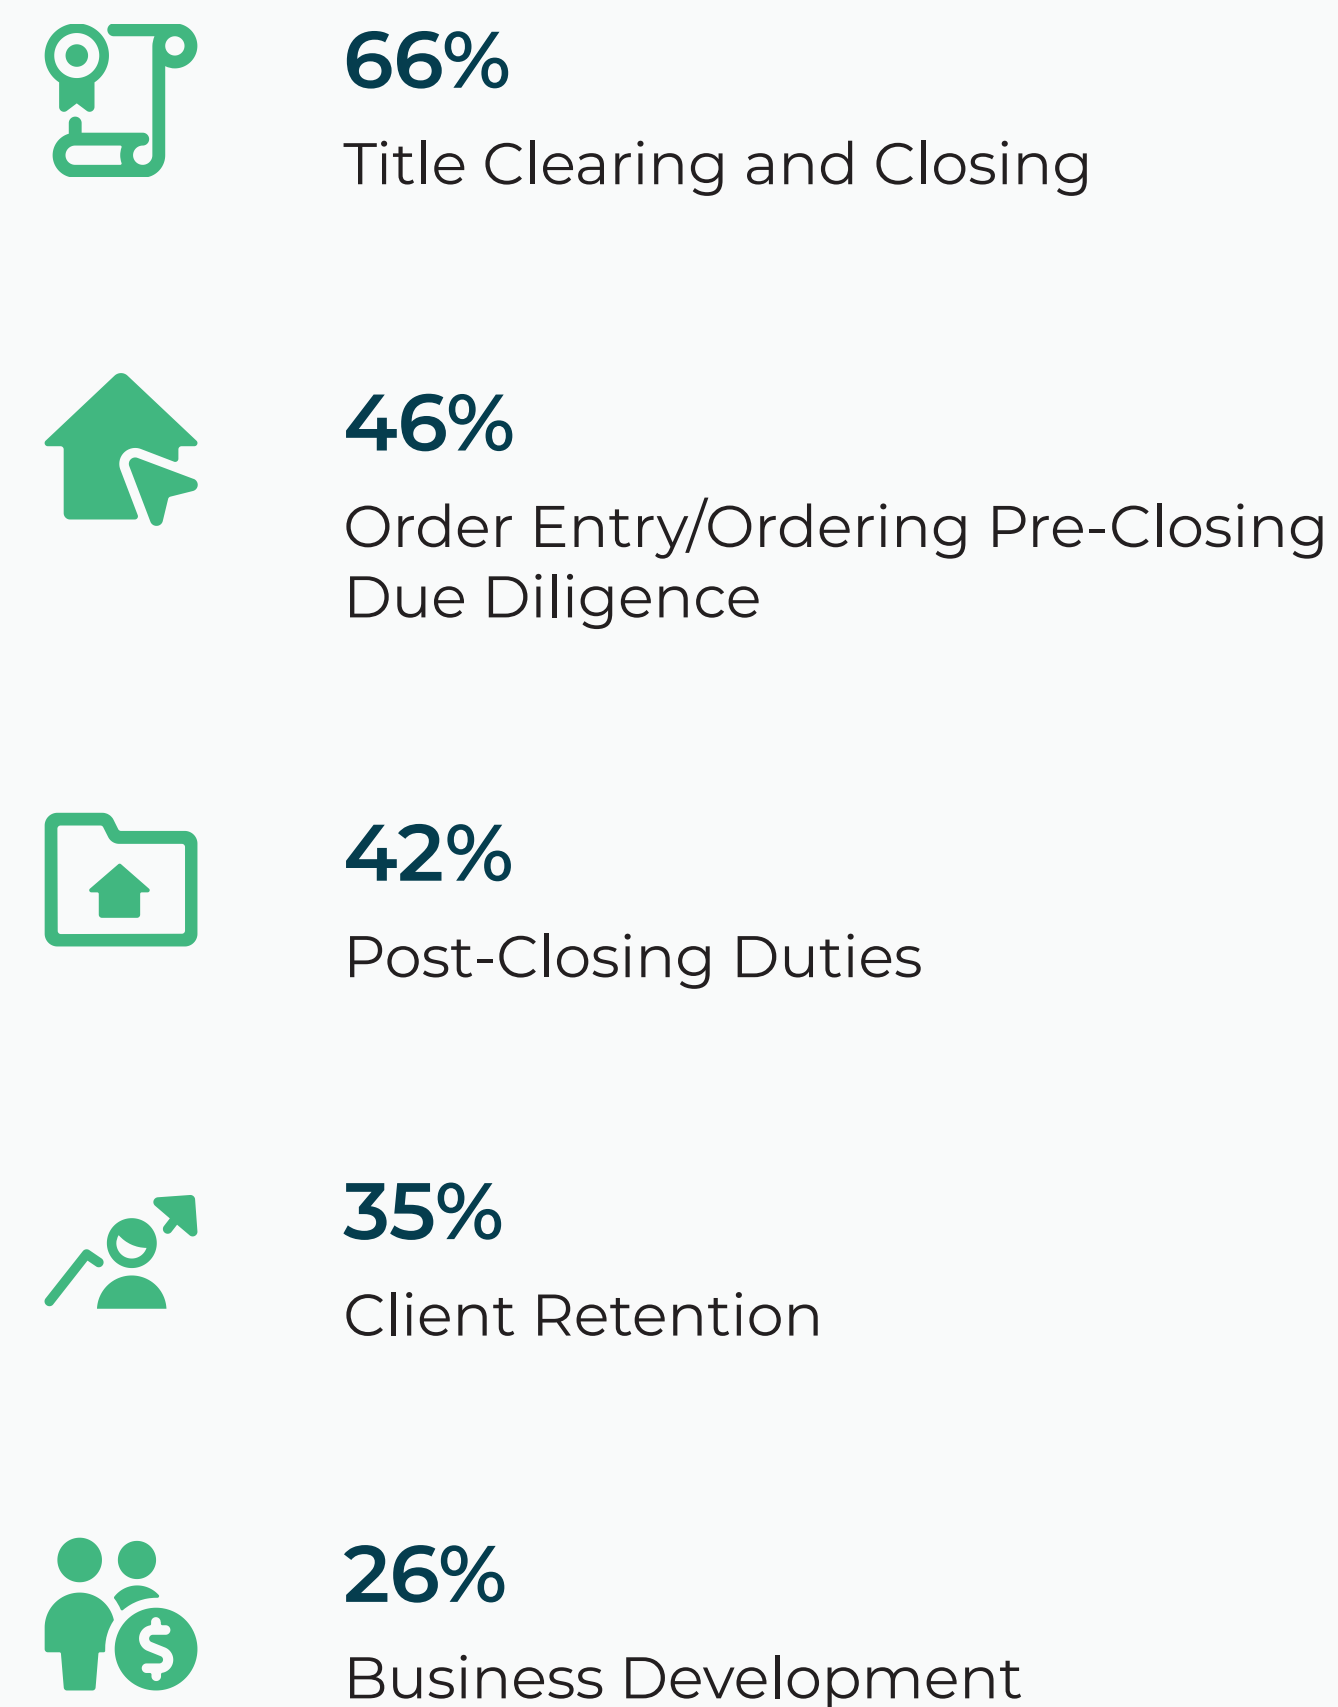 66%
Title Clearing and Closing
46%
Order Entry/Ordering Pre-Closing
Due Diligence
42%
Post-Closing Duties
35%
Client Retention
26%
Business Development